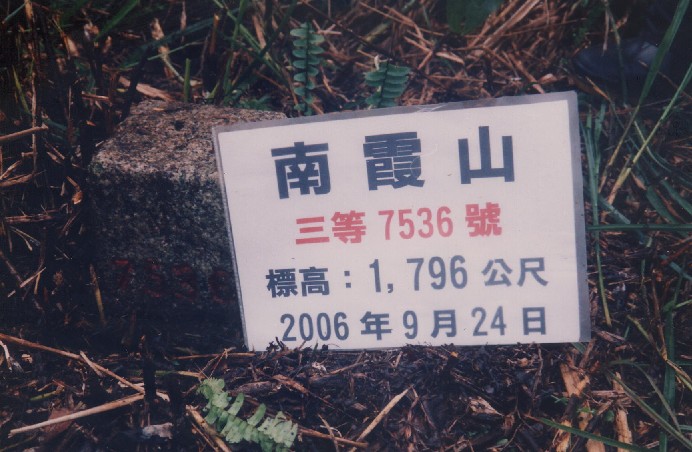 南霞山
三等 7536 號
標高：1,796 公尺
2006 年 9 月 24 日